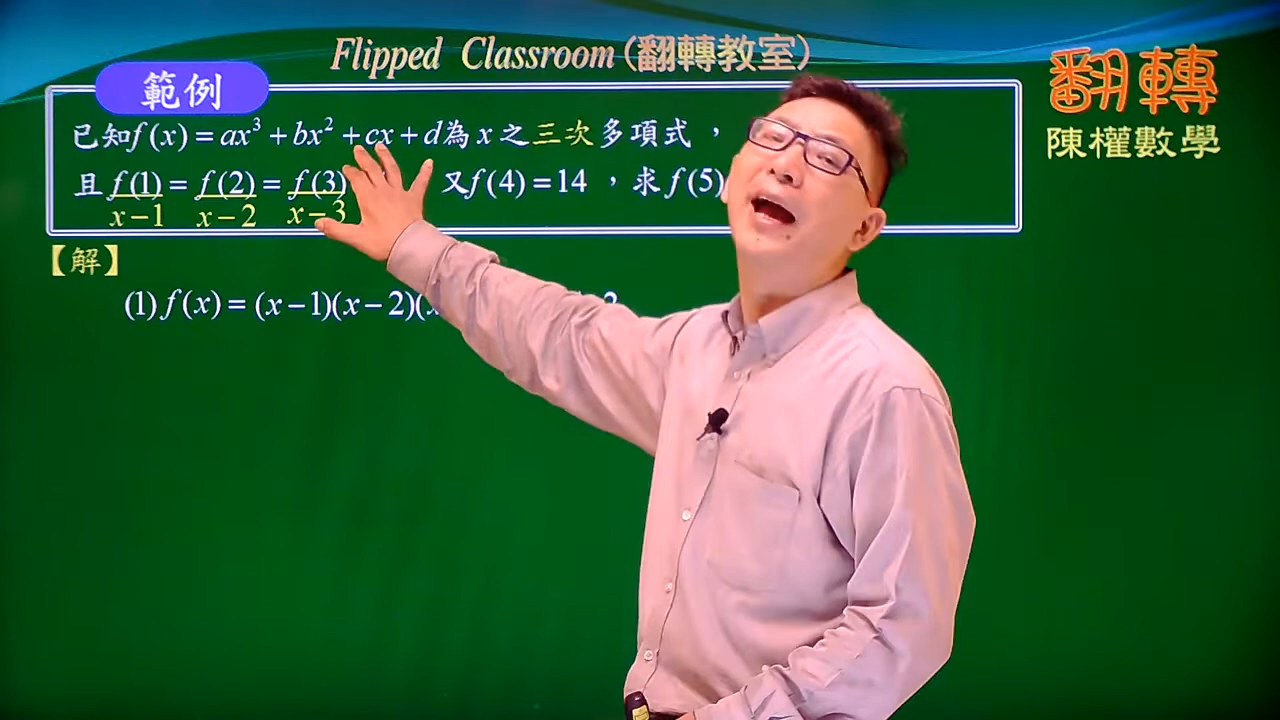 Flipped Classroom(翻轉教室)
翻轉
陳權數學
範例
已知f(x)=ax³+bx²+cx+d為x之三次多項式，
且f(1)=f(2)=f(3) 又f(4)=14，求f(5)
x-1 x-2 x-3
【解】
(1)f(x)=(x-1)(x-2)(